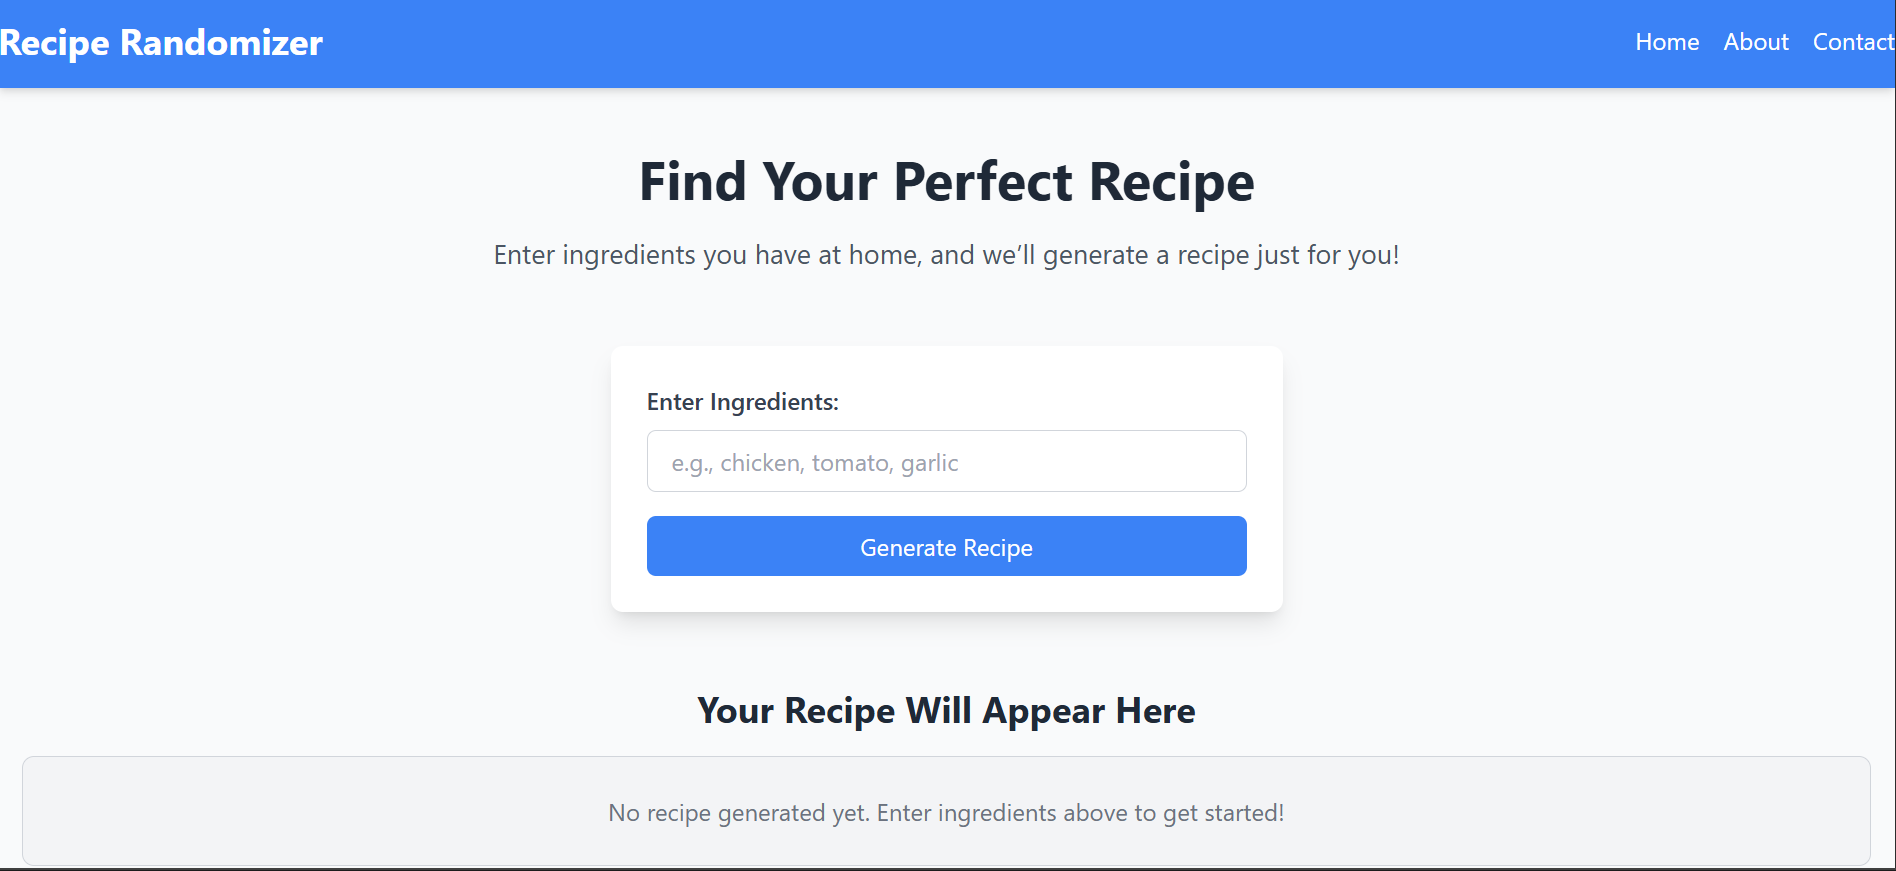 Recipe Randomizer
Home About Contact
Find Your Perfect Recipe
Enter ingredients you have at home, and we’ll generate a recipe just for you!
Enter Ingredients:
e.g., chicken, tomato, garlic
Generate Recipe
Your Recipe Will Appear Here
No recipe generated yet. Enter ingredients above to get started!